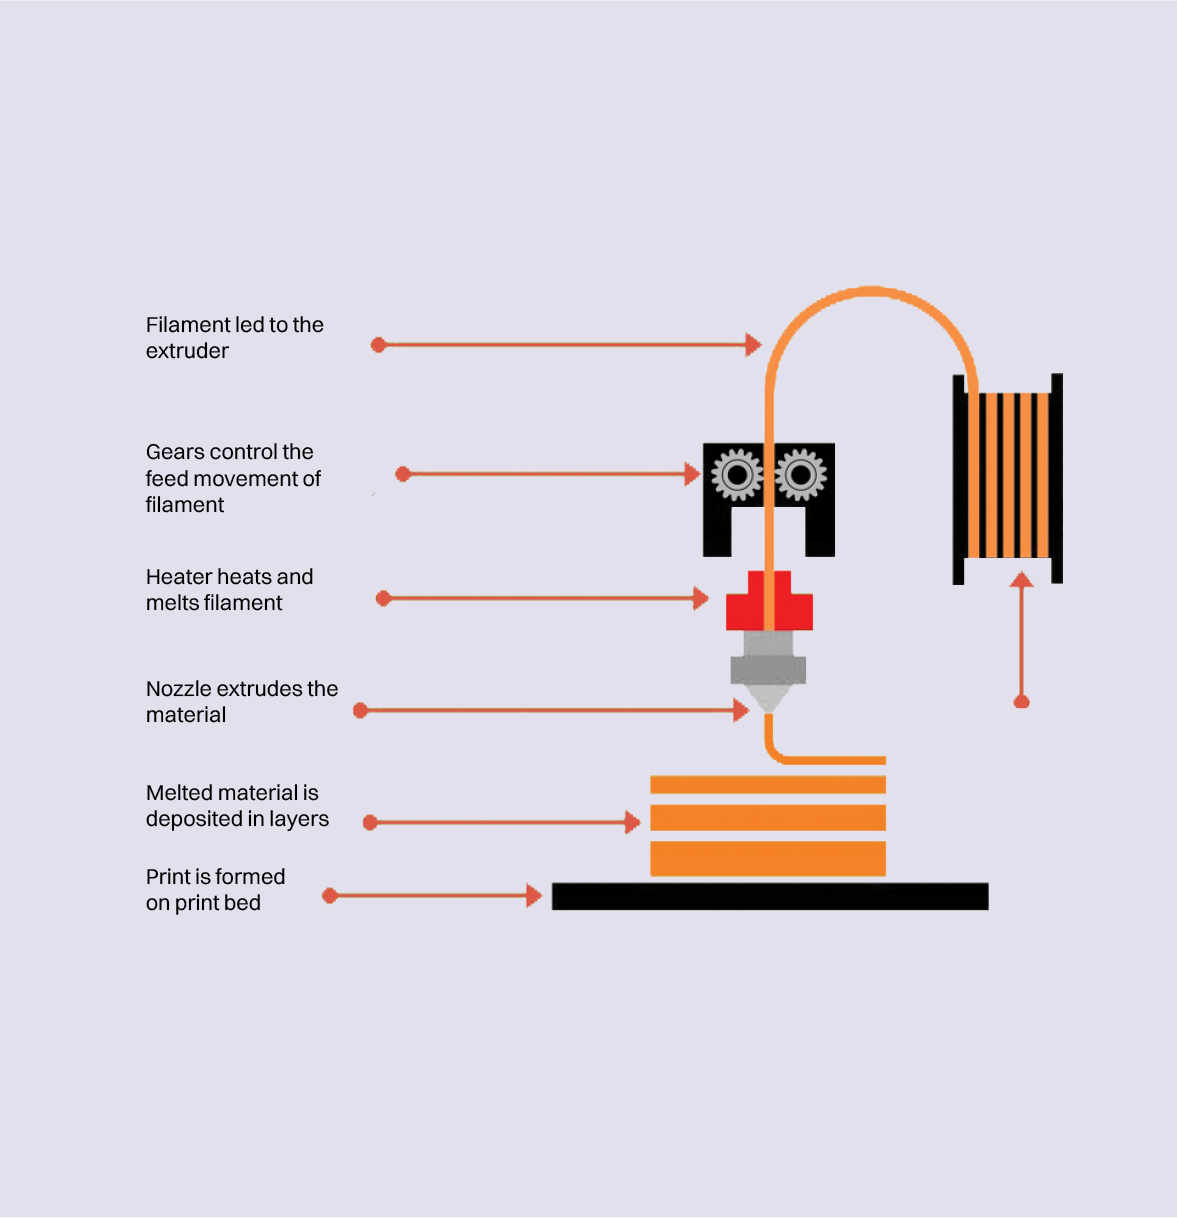 Filament led to the
extruder
Gears control the
feed movement of
filament
Heater heats and
melts filament
Nozzle extrudes the
material
Melted material is
deposited in layers
Print is formed
on print bed